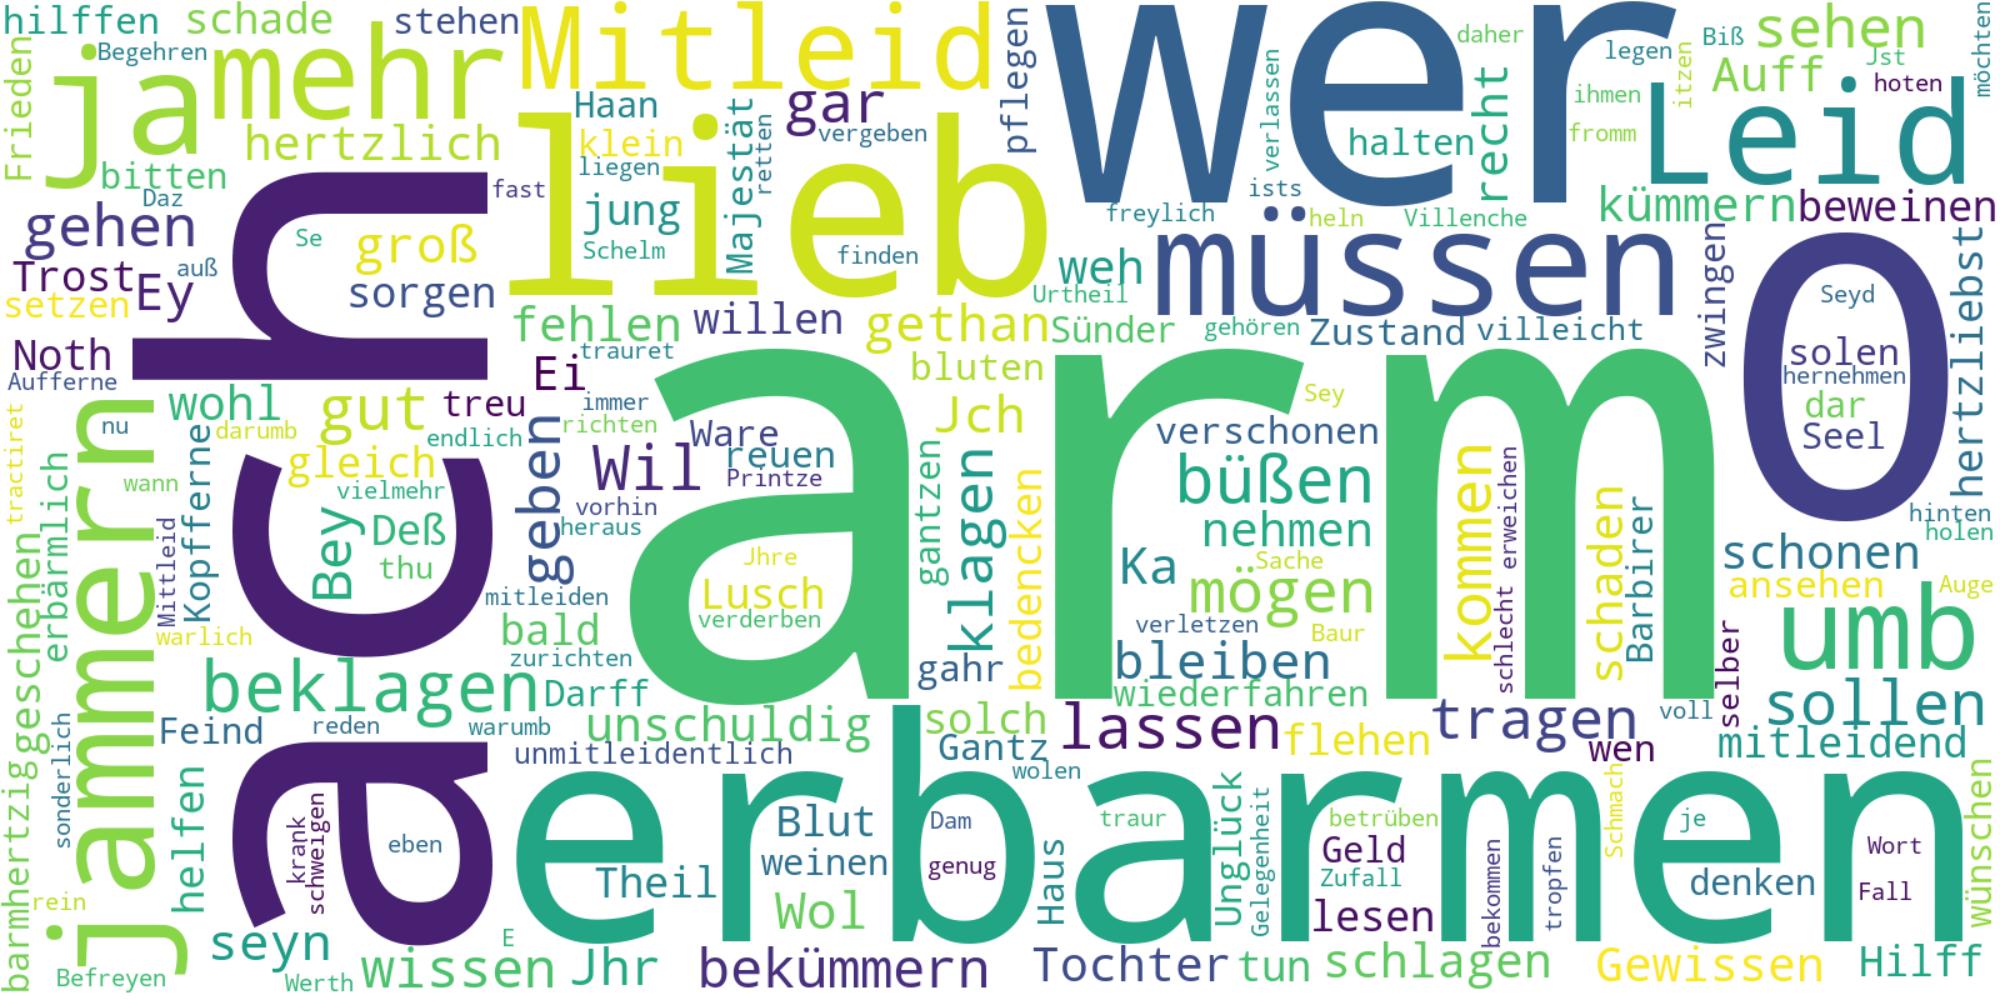 hilffen schade stehen Mitleid pflegen wer daher legen Biß sehen möchten
Frieden Begehren ja mehr Haan gar vergeben verlassen recht ihmen itzen Auff Jst hoten
hertzlich klein Majestät retten halten fromm Leid
bitten Daz fast lieb liegen jung ists kümmern beweinen
gehen Se groß Schelm finden freylich heln Villenche
Trost Ey auß sorgen weh müssen zwingen O hertzliebst
setzen fehlen willen gethan Urtheil Sünder gehören Zustand villeicht Seyd
Noth ach Ei trauret bluten arm solen
Aufferne wohl gut treu immer Jch Sey hernehmen
jammern nu darumb endlich geben richten Ware verschonen dar
tractiret erbärmlich Kopfferne gleich Wil reuen gantzen klagen büßen kommen erweichen Seel
wann vielmehr Printze bedencken schaden Barbirer
Mittleid Bey Deß vorhin heraus nehmen hinten
geschehen thu Jhre Ka Sache schonen holen
mitleiden Lusch mögen schlecht ansehen Auge
warlich bald verderben verletzen Baur umb
zurichten gahr bleiben selber
beklagen Darff wiederfahren sollen
sonderlich Feind reden warumb unschuldig solch lassen flehen tragen voll
barmhertzig helfen unmitleidentlich Gantz wen mitleidend
erbarmen wolen Schmach wünschen
krank schweigen eben Blut Dam traur Unglück Gelegenheit betrüben je
weinen genug Geld Wort
Theil Haus Zufall bekommen tropfen denken Fall
rein Wol lesen
seyn E
Befreyen Werth wissen Jhr bekümmern Tochter tun schlagen Gewissen Hilff